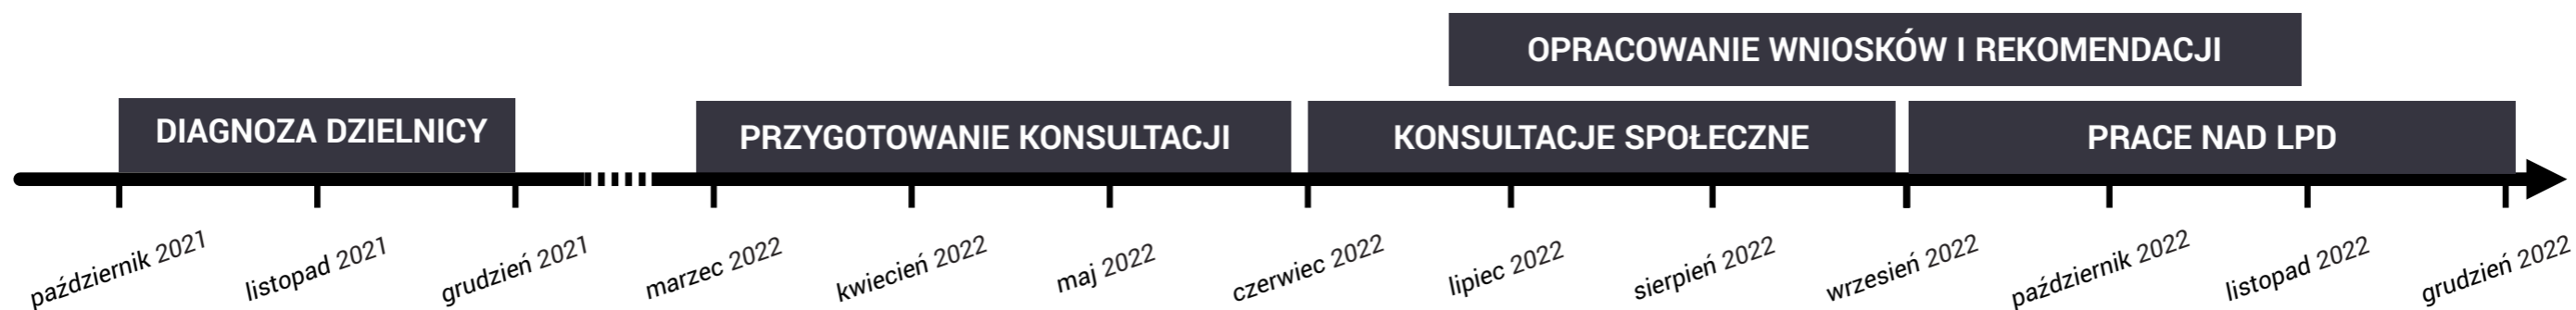 OPRACOWANIE WNIOSKÓW I REKOMENDACJI
DIAGNOZA DZIELNICY
PRZYGOTOWANIE KONSULTACJI
KONSULTACJE SPOŁECZNE
PRACE NAD LPD
październik 2021
listopad 2021
grudzień 2021
marzec 2022
kwiecień 2022
maj 2022
czerwiec 2022
lipiec 2022
sierpień 2022
wrzesień 2022
październik 2022
listopad 2022
grudzień 2022